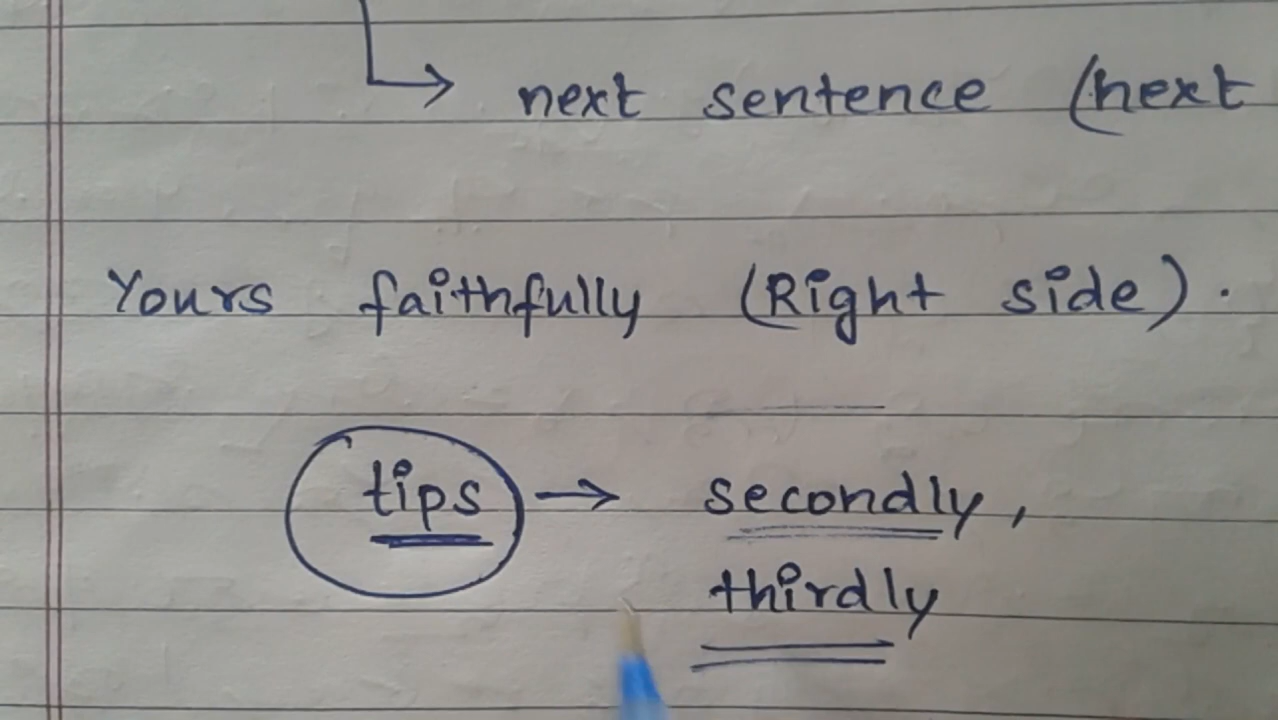 → next sentence (next
Yours faithfully (Right side).
tips → secondly,
thirdly